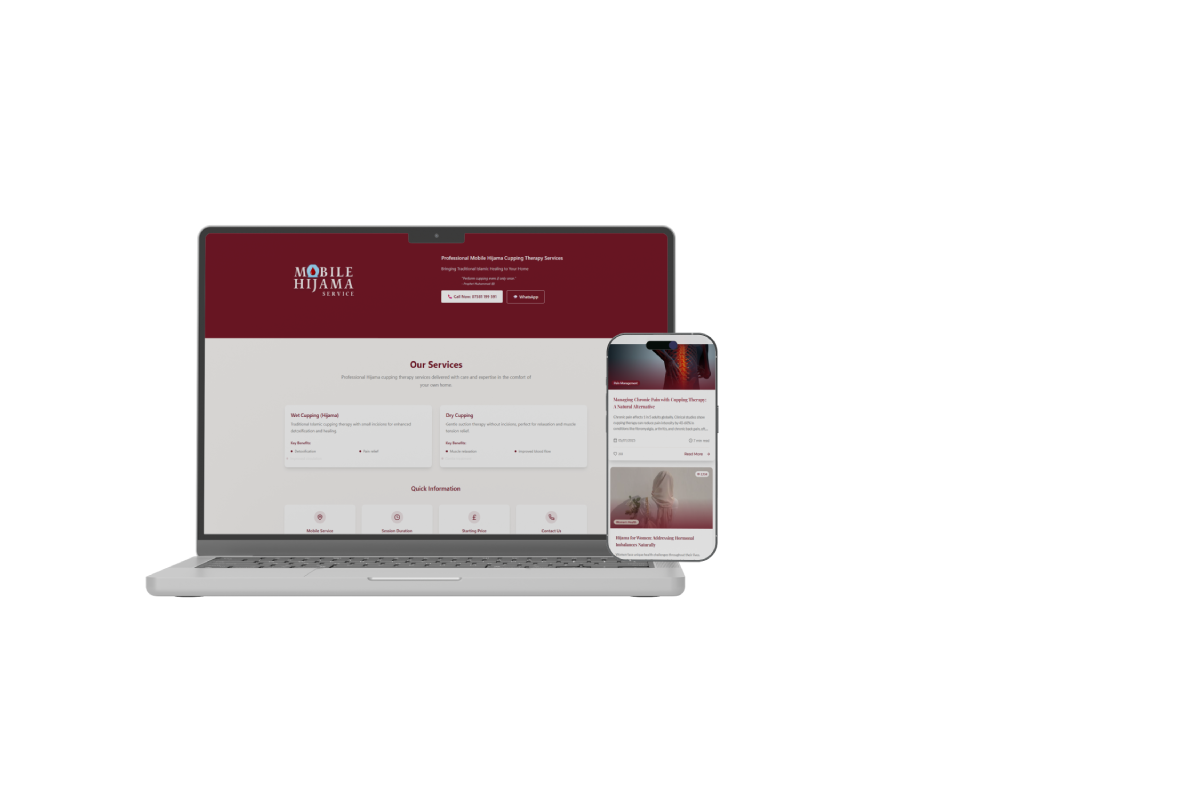 MOBILE
HIJAMA
SERVICE
Professional Mobile Hijama Cupping Therapy Services
Bringing Traditional Islamic Healing to Your Home
Call Now:
WhatsApp
Our Services
Professional Hijama cupping therapy services delivered with care and expertise in the comfort of
your own home.
Wet Cupping (Hijama)
Traditional Islamic cupping therapy with small incisions for enhanced
detoxification and healing
Key Benefits:
Detoxification
Pain relief
Dry Cupping
Gentle suction therapy without incisions, perfect for relaxation and muscle
tension relief
Key Benefits:
Muscle relaxation
Improved blood flow
Quick Information
Mobile Service
Session Duration
£
Starting Price
Contact Us
Pain Management
Managing Chronic Pain with Cupping Therapy:
A Natural Alternative
7 min read
Read More
Women's Health
Hijama for Women: Addressing Hormonal
Imbalances Naturally